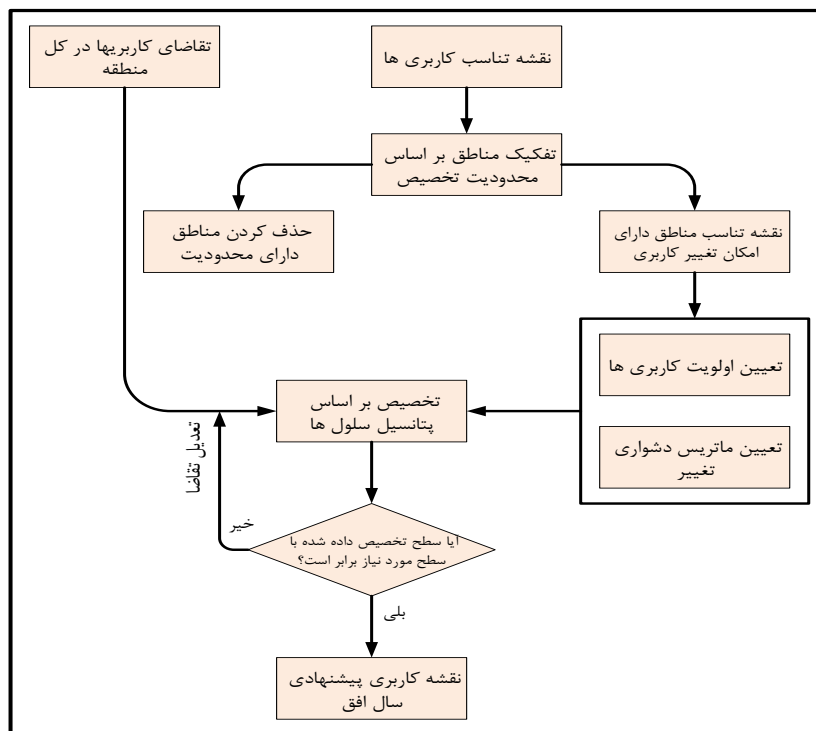 تقاضای کاربریها در کل
منطقه
نقشه تناسب کاربری ها
تفکیک مناطق بر اساس
محدودیت تخصیص
حذف کردن مناطق
دارای محدودیت
نقشه تناسب مناطق دارای
امکان تغییر کاربری
تعیین اولویت کاربری ها
تعیین ماتریس دشواری
تغییر
تخصیص بر اساس
پتانسیل سلول ها
تعدیل تقاضا
خیر
آیا سطح تخصیص داده شده با
سطح مورد نیاز برابر است؟
بلی
نقشه کاربری پیشنهادی
سال افق